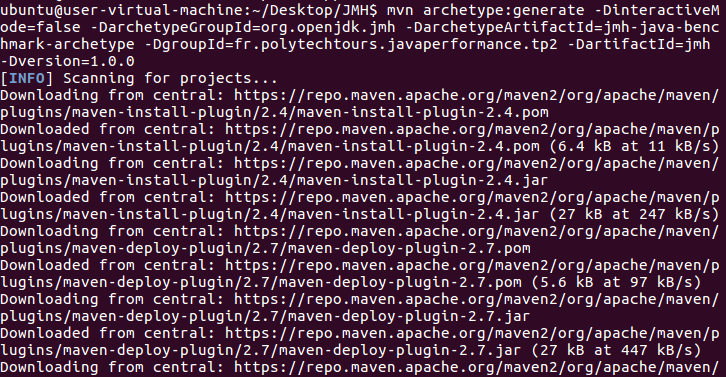 ubuntu@user-virtual-machine:~/Desktop/JMH$ mvn archetype:generate -DinteractiveM
ode=false -DarchetypeGroupId=org.openjdk.jmh -DarchetypeArtifactId=jmh-java-benc
hmark-archetype -DgroupId=fr.polytechtours.javaperformance.tp2 -DartifactId=jmh
-Dversion=1.0.0
[INFO] Scanning for projects...
Downloading from central: https://repo.maven.apache.org/maven2/org/apache/maven/
plugins/maven-install-plugin/2.4/maven-install-plugin-2.4.pom
Downloaded from central: https://repo.maven.apache.org/maven2/org/apache/maven/p
lugins/maven-install-plugin/2.4/maven-install-plugin-2.4.pom (6.4 kB at 11 kB/s)
Downloading from central: https://repo.maven.apache.org/maven2/org/apache/maven/
plugins/maven-install-plugin/2.4/maven-install-plugin-2.4.jar
Downloaded from central: https://repo.maven.apache.org/maven2/org/apache/maven/p
lugins/maven-install-plugin/2.4/maven-install-plugin-2.4.jar (27 kB at 247 kB/s)
Downloading from central: https://repo.maven.apache.org/maven2/org/apache/maven/
plugins/maven-deploy-plugin/2.7/maven-deploy-plugin-2.7.pom
Downloaded from central: https://repo.maven.apache.org/maven2/org/apache/maven/p
lugins/maven-deploy-plugin/2.7/maven-deploy-plugin-2.7.pom (5.6 kB at 97 kB/s)
Downloading from central: https://repo.maven.apache.org/maven2/org/apache/maven/
plugins/maven-deploy-plugin/2.7/maven-deploy-plugin-2.7.jar
Downloaded from central: https://repo.maven.apache.org/maven2/org/apache/maven/p
lugins/maven-deploy-plugin/2.7/maven-deploy-plugin-2.7.jar (27 kB at 447 kB/s)
Downloading from central: https://repo.maven.apache.org/maven2/org/apache/maven/